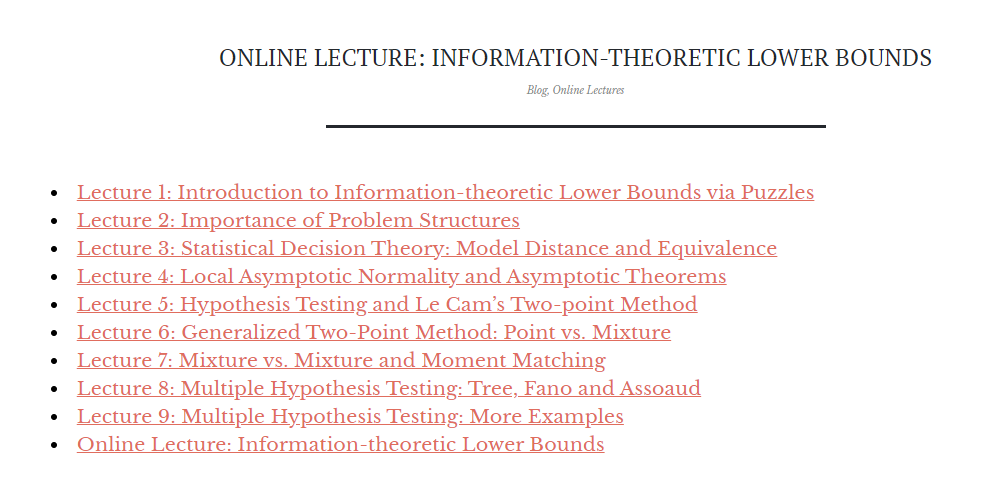 ONLINE LECTURE: INFORMATION-THEORETIC LOWER BOUNDS
Blog, Online Lectures
Lecture 1: Introduction to Information-theoretic Lower Bounds via Puzzles
Lecture 2: Importance of Problem Structures
Lecture 3: Statistical Decision Theory: Model Distance and Equivalence
Lecture 4: Local Asymptotic Normality and Asymptotic Theorems
Lecture 5: Hypothesis Testing and Le Cam's Two-point Method
Lecture 6: Generalized Two-Point Method: Point vs. Mixture
Lecture 7: Mixture vs. Mixture and Moment Matching
Lecture 8: Multiple Hypothesis Testing: Tree, Fano and Assoaud
Lecture 9: Multiple Hypothesis Testing: More Examples
Online Lecture: Information-theoretic Lower Bounds